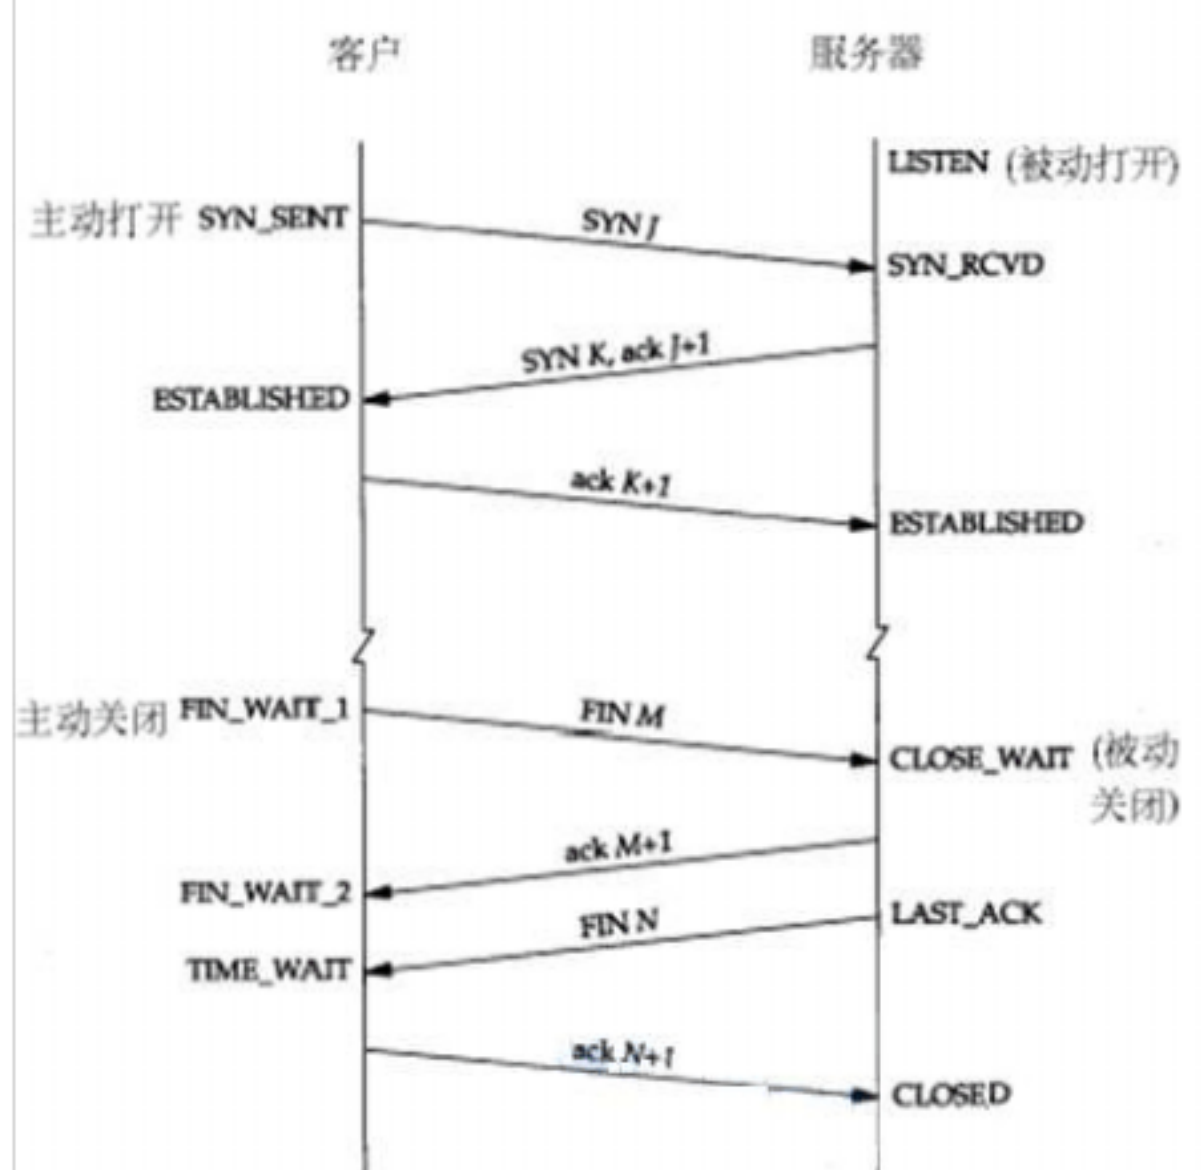 客户 服务器
LISTEN (被动打开)
主动打开 SYN_SENT SYN J
SYN_RCVD
SYN K, ack J+1
ESTABLISHED
ack K+1
ESTABLISHED
主动关闭 FIN_WAIT_1 FIN M
CLOSE_WAIT (被动
关闭)
ack M+1
FIN_WAIT_2
FIN N LAST_ACK
TIME_WAIT
ack N+1
CLOSED